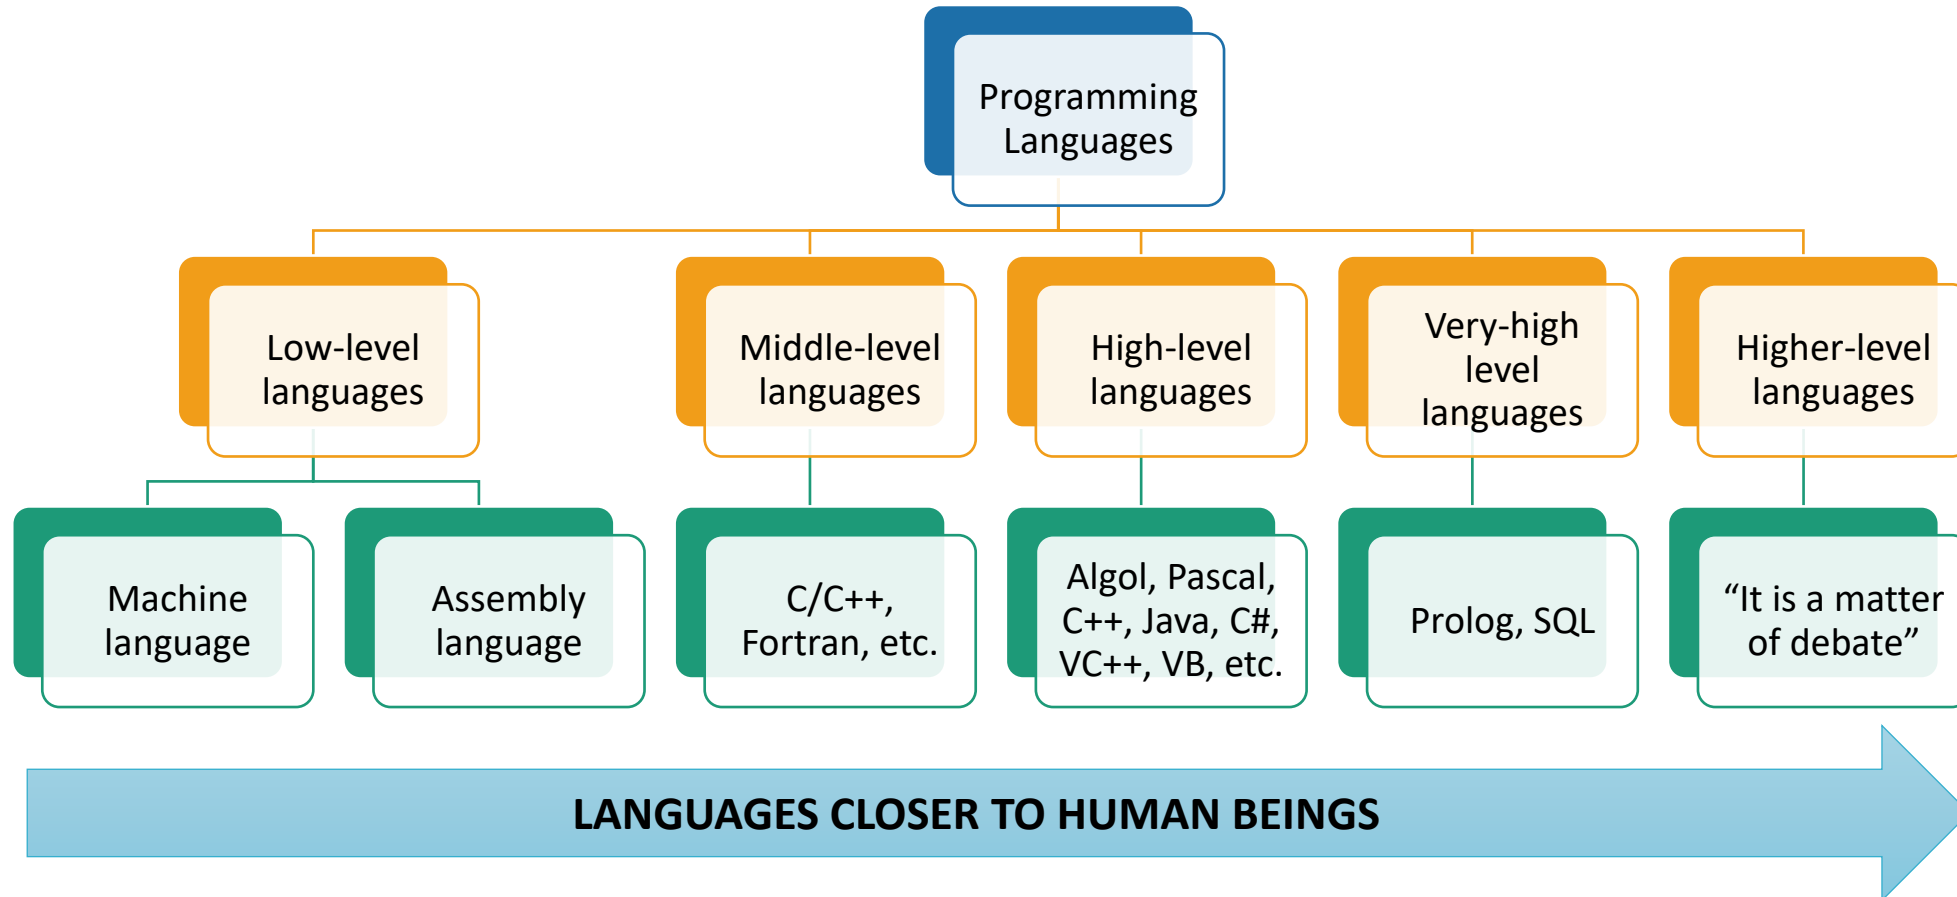 Programming
Languages
Low-level
languages
Middle-level
languages
High-level
languages
Very-high
level
languages
Higher-level
languages
Machine
language
Assembly
language
C/C++,
Fortran, etc.
Algol, Pascal,
C++, Java, C#,
VC++, VB, etc.
Prolog, SQL
“It is a matter
of debate”
LANGUAGES CLOSER TO HUMAN BEINGS